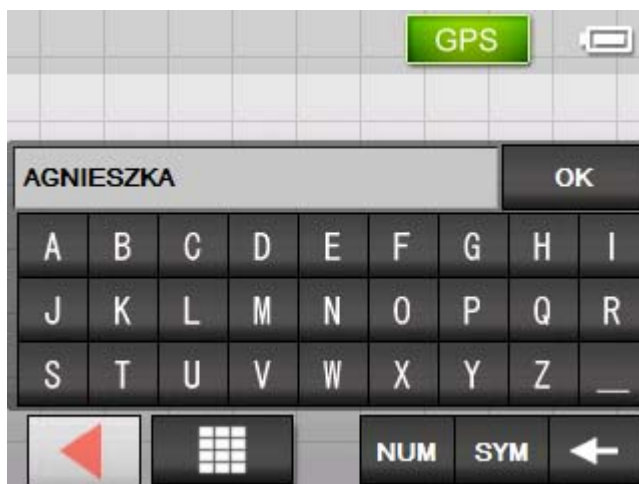 GPS
AGNIESZKA OK
A B C D E F G H I
J K L M N O P Q R
S T U V W X Y Z _
NUM SYM